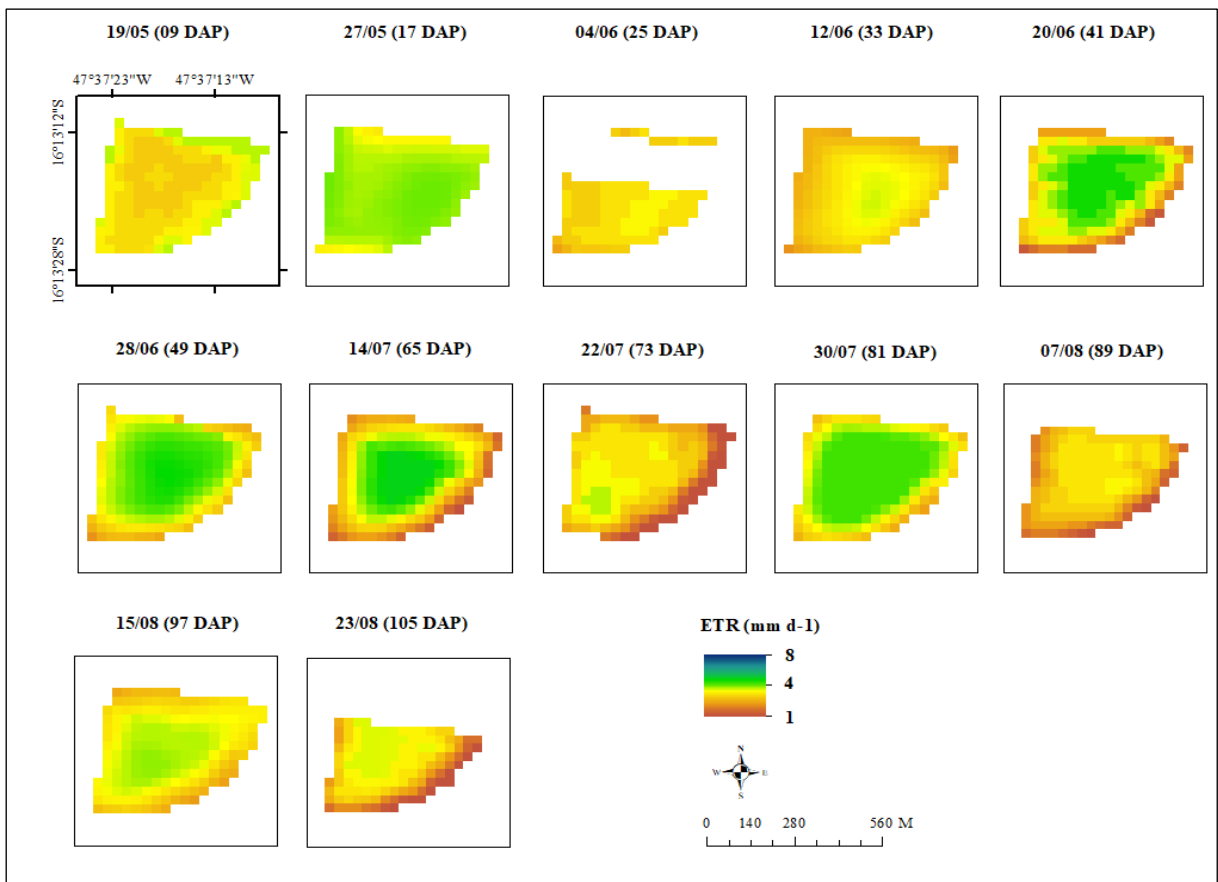 19/05 (09 DAP) 27/05 (17 DAP) 04/06 (25 DAP) 12/06 (33 DAP) 20/06 (41 DAP)
47°37'23"W 47°37'13"W
16°13'12"S
16°13'28"S
28/06 (49 DAP) 14/07 (65 DAP) 22/07 (73 DAP) 30/07 (81 DAP) 07/08 (89 DAP)
15/08 (97 DAP) 23/08 (105 DAP)
ETR (mm d-1)
8
4
1
N
W E
S
0 140 280 560 M